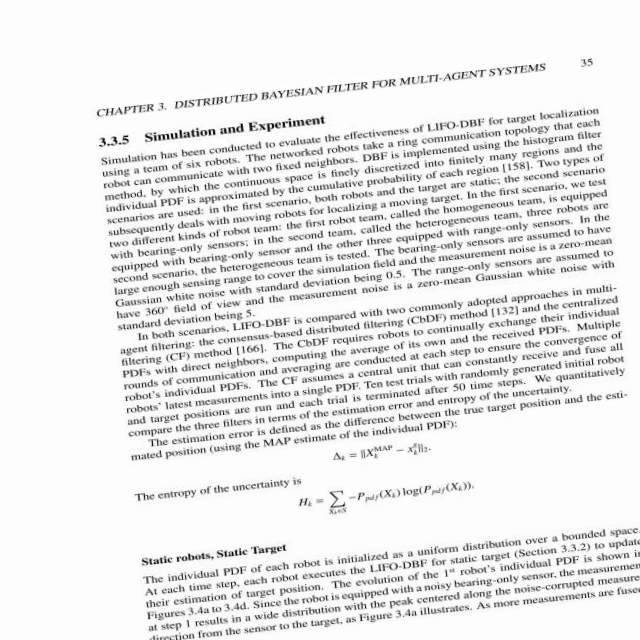 CHAPTER 3. DISTRIBUTED BAYESIAN FILTER FOR MULTI-AGENT SYSTEMS 35
3.3.5 Simulation and Experiment
Simulation has been conducted to evaluate the effectiveness of LIFO-DBF for target localization
using a team of six robots. The networked robots take a ring communication topology that each
robot can communicate with two fixed neighbors. DBF is implemented using the histogram filter
method, by which the continuous space is finely discretized into finitely many regions and the
individual PDF is approximated by the cumulative probability of each region [158]. Two types of
scenarios are used: in the first scenario, both robots and the target are static; the second scenario
subsequently deals with moving robots for localizing a moving target. In the first scenario, we test
two different kinds of robot team: the first robot team, called the homogeneous team, is equipped
with bearing-only sensors; in the second team, called the heterogeneous team, three robots are
equipped with bearing-only sensor and the other three equipped with range-only sensors. In the
second scenario, the heterogeneous team is tested. The bearing-only sensors are assumed to have
large enough sensing range to cover the simulation field and the measurement noise is a zero-mean
Gaussian white noise with standard deviation being 0.5. The range-only sensors are assumed to
have 360° field of view and the measurement noise is a zero-mean Gaussian white noise with
standard deviation being 5.
In both scenarios, LIFO-DBF is compared with two commonly adopted approaches in multi-
agent filtering: the consensus-based distributed filtering (CbDF) method [132] and the centralized
filtering (CF) method [166]. The CbDF requires robots to continually exchange their individual
PDFs with direct neighbors, computing the average of its own and the received PDFs. Multiple
rounds of communication and averaging are conducted at each step to ensure the convergence of
robot's individual PDFs. The CF assumes a central unit that can constantly receive and fuse all
robots' latest measurements into a single PDF. Ten test trials with randomly generated initial robot
and target positions are run and each trial is terminated after 50 time steps. We quantitatively
compare the three filters in terms of the estimation error and entropy of the uncertainty.
The estimation error is defined as the difference between the true target position and the esti-
mated position (using the MAP estimate of the individual PDF):
Δₖ = ||Xₖᴹᴬᴾ − xₖᵍ||₂.
The entropy of the uncertainty is
Hₖ = ∑ −P_pdf(Xₖ) log(P_pdf(Xₖ)),
Xₖ∈S
Static robots, Static Target
The individual PDF of each robot is initialized as a uniform distribution over a bounded space.
At each time step, each robot executes the LIFO-DBF for static target (Section 3.3.2) to update
their estimation of target position. The evolution of the 1ˢᵗ robot's individual PDF is shown in
Figures 3.4a to 3.4d. Since the robot is equipped with a noisy bearing-only sensor, the measuremen
at step 1 results in a wide distribution with the peak centered along the noise-corrupted measure
direction from the sensor to the target, as Figure 3.4a illustrates. As more measurements are fused